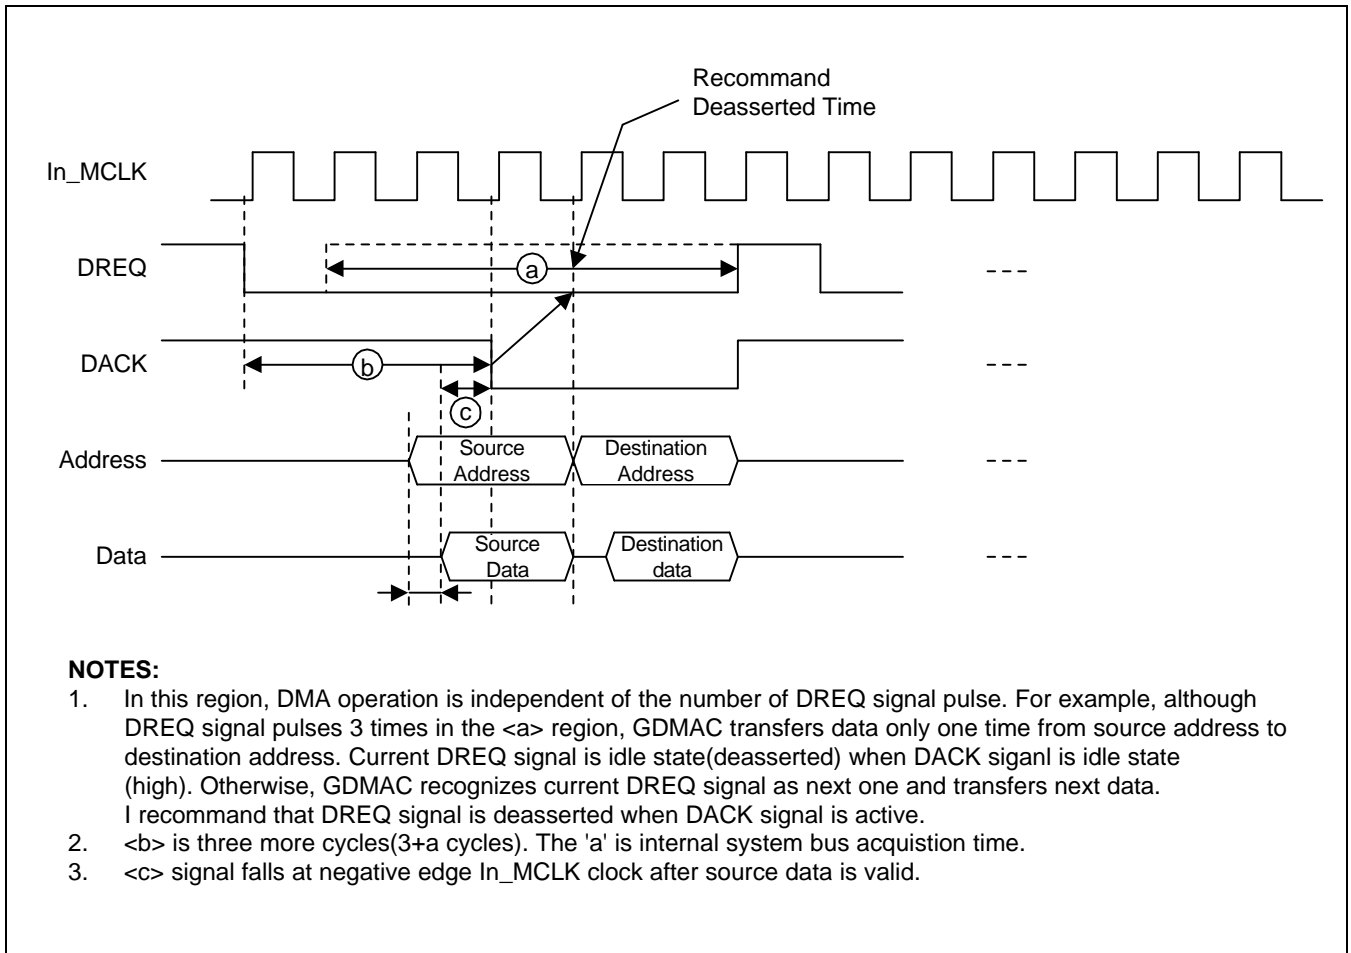 Recommand
Deasserted Time
In_MCLK
DREQ
a
DACK
b
c
Address
Source
Address
Destination
Address
Data
Source
Data
Destination
data
NOTES:
1. In this region, DMA operation is independent of the number of DREQ signal pulse. For example, although
DREQ signal pulses 3 times in the <a> region, GDMAC transfers data only one time from source address to
destination address. Current DREQ signal is idle state(deasserted) when DACK siganl is idle state
(high). Otherwise, GDMAC recognizes current DREQ signal as next one and transfers next data.
I recommand that DREQ signal is deasserted when DACK signal is active.
2. <b> is three more cycles(3+a cycles). The 'a' is internal system bus acquistion time.
3. <c> signal falls at negative edge In_MCLK clock after source data is valid.